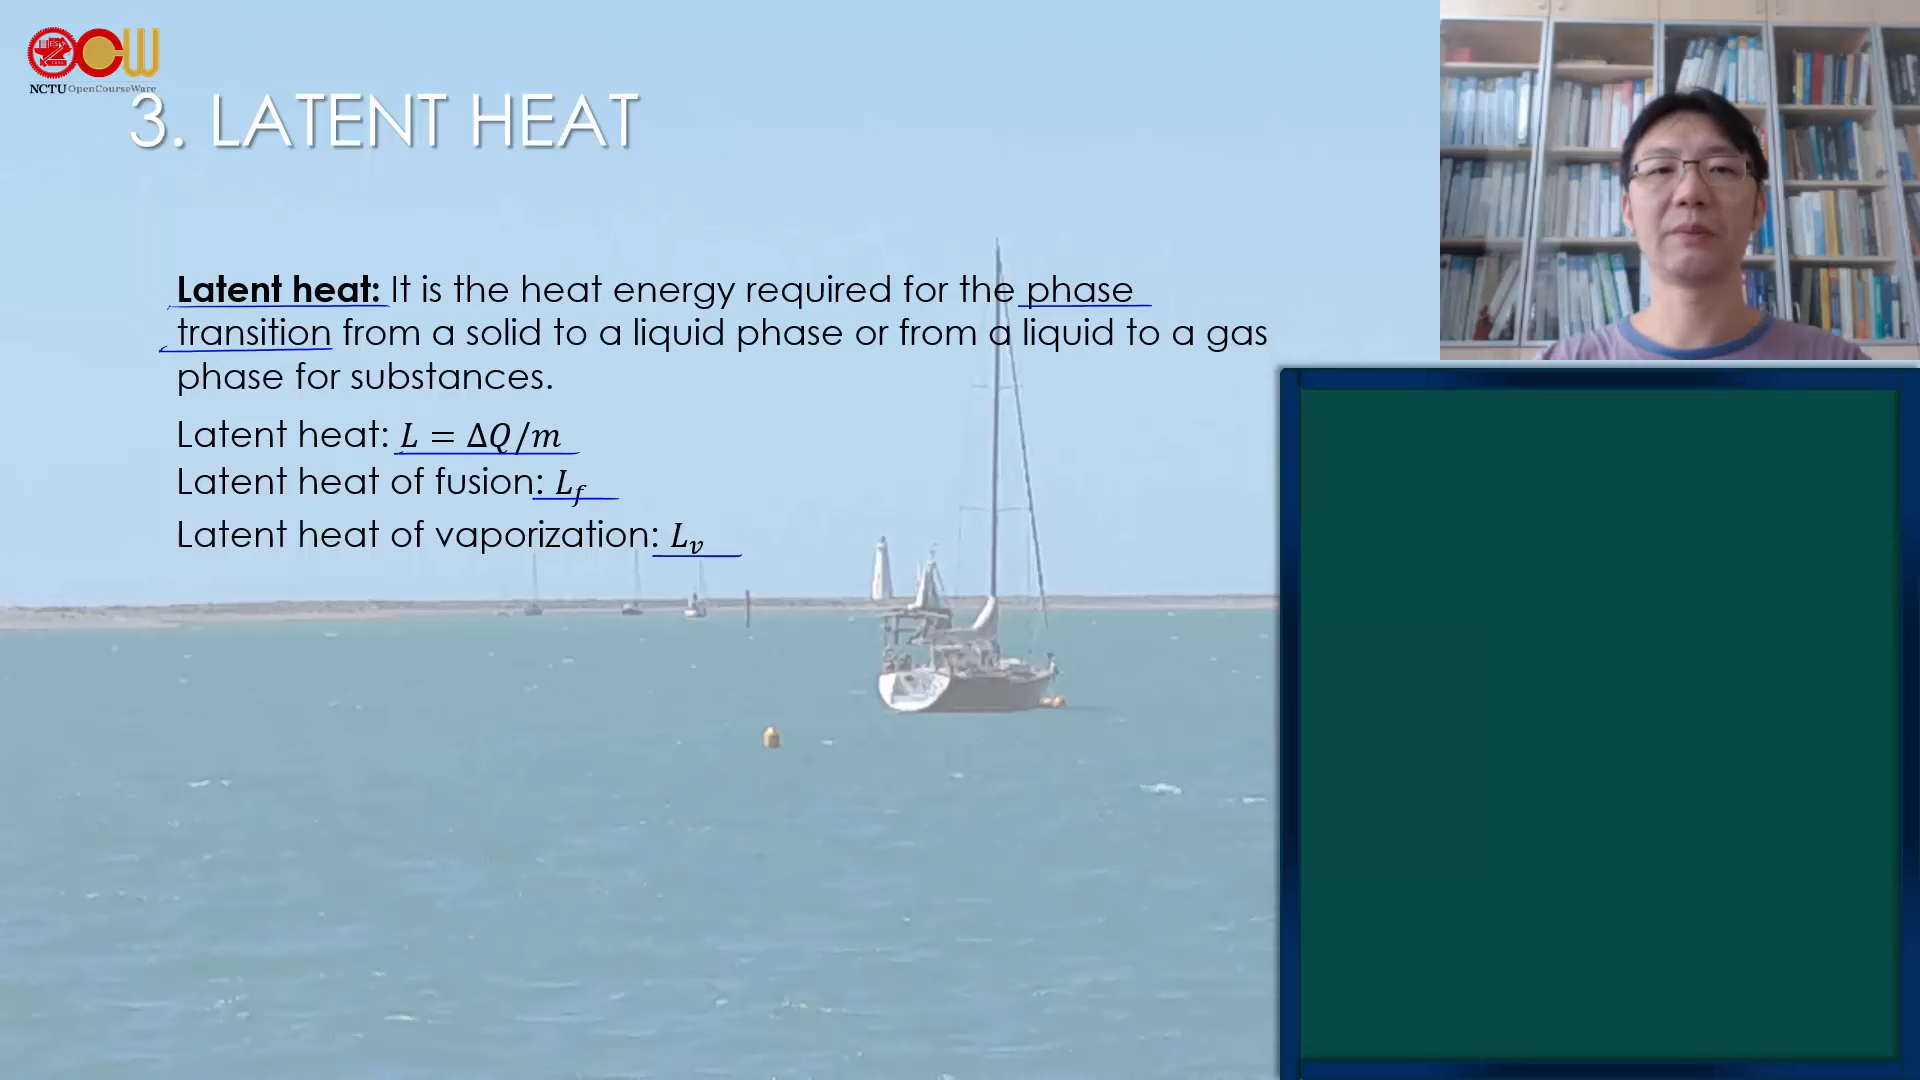 NCTU OpenCourseWare
3. LATENT HEAT
Latent heat: It is the heat energy required for the phase
transition from a solid to a liquid phase or from a liquid to a gas
phase for substances.
Latent heat: L = ΔQ/m
Latent heat of fusion: L_f
Latent heat of vaporization: L_v